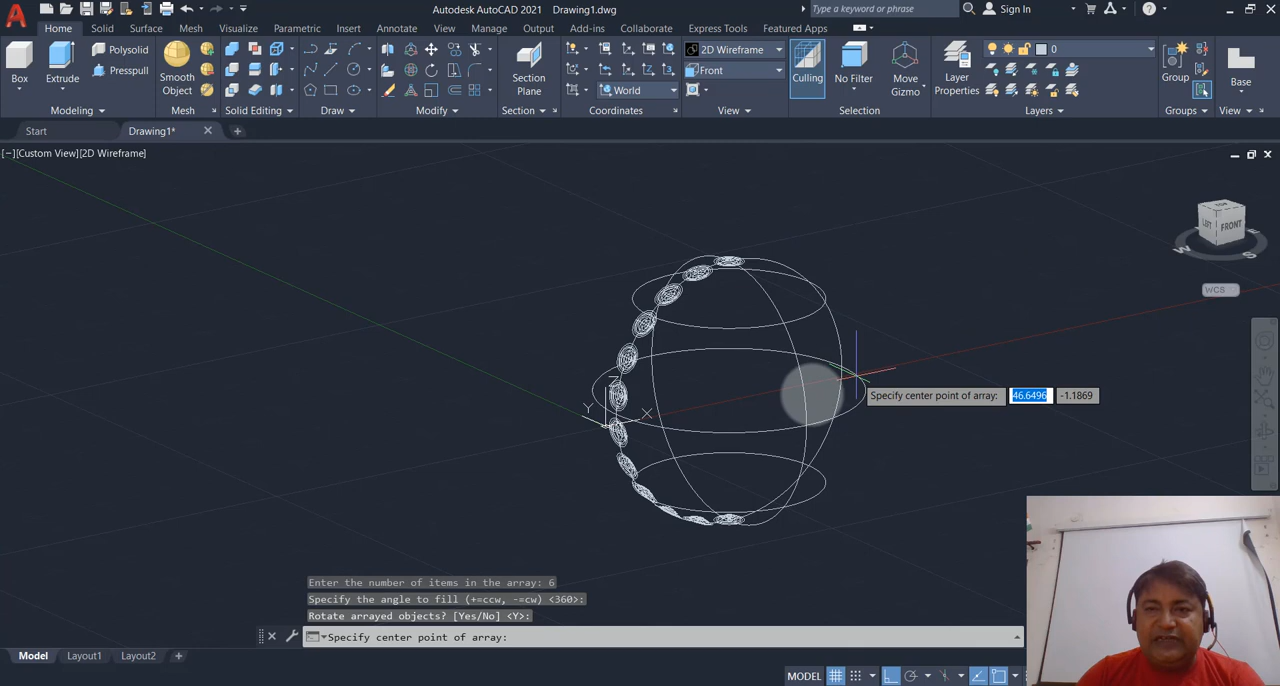 Autodesk AutoCAD 2021 Drawing1.dwg
Type a keyword or phrase
Sign In
Home Solid Surface Mesh Visualize Parametric Insert Annotate View Manage Output Add-ins Collaborate Express Tools Featured Apps
Box
Extrude
Polysolid
Presspull
Smooth Object
Section Plane
World
2D Wireframe
Front
Culling
No Filter
Move Gizmo
Layer Properties
0
Group
Base
Modeling
Mesh
Solid Editing
Draw
Modify
Section
Coordinates
View
Selection
Layers
Groups
View
Start
Drawing1*
[−][Custom View][2D Wireframe]
TOP
LEFT
FRONT
W
S
E
WCS
Z
Y
X
Specify center point of array: 46.6496 -1.1869
Enter the number of items in the array: 6
Specify the angle to fill (+=ccw, -=cw) <360>:
Rotate arrayed objects? [Yes/No] <Y>:
Specify center point of array:
Model Layout1 Layout2
MODEL